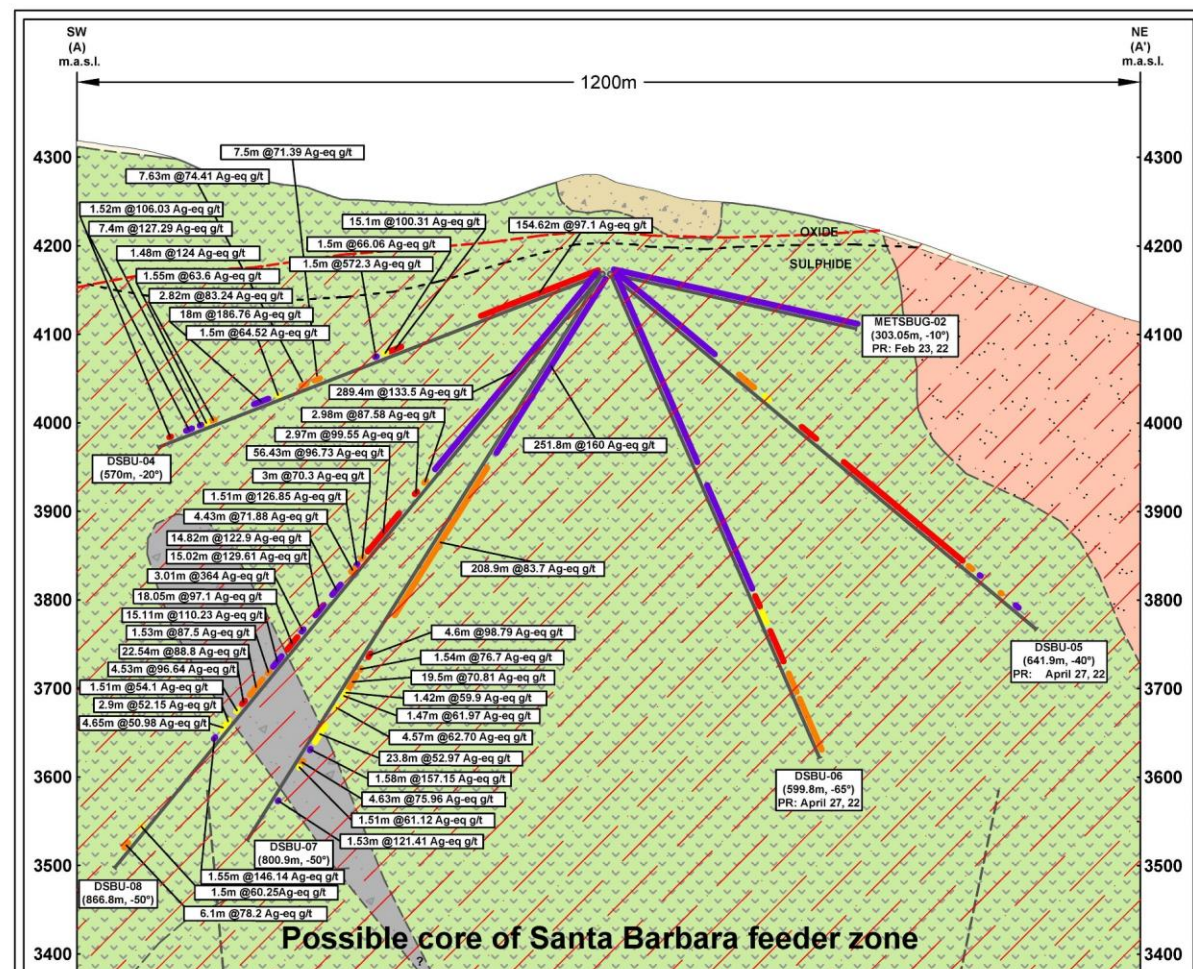 SW
(A)
m.a.s.l.
NE
(A')
m.a.s.l.
1200m
4300
4200
4100
4000
3900
3800
3700
3600
3500
3400
4300
4200
4100
4000
3900
3800
3700
3600
3500
3400
7.5m @71.39 Ag-eq g/t
7.63m @74.41 Ag-eq g/t
1.52m @106.03 Ag-eq g/t
7.4m @127.29 Ag-eq g/t
1.48m @124 Ag-eq g/t
1.55m @63.6 Ag-eq g/t
2.82m @83.24 Ag-eq g/t
18m @186.76 Ag-eq g/t
1.5m @64.52 Ag-eq g/t
15.1m @100.31 Ag-eq g/t
1.5m @66.06 Ag-eq g/t
1.5m @572.3 Ag-eq g/t
154.62m @97.1 Ag-eq g/t
OXIDE
SULPHIDE
METSBUG-02
(303.05m, -10°)
PR: Feb 23, 22
DSBU-04
(570m, -20°)
289.4m @133.5 Ag-eq g/t
2.98m @87.58 Ag-eq g/t
2.97m @99.55 Ag-eq g/t
56.43m @96.73 Ag-eq g/t
3m @70.3 Ag-eq g/t
1.51m @126.85 Ag-eq g/t
4.43m @71.88 Ag-eq g/t
14.82m @122.9 Ag-eq g/t
15.02m @129.61 Ag-eq g/t
3.01m @364 Ag-eq g/t
18.05m @97.1 Ag-eq g/t
15.11m @110.23 Ag-eq g/t
1.53m @87.5 Ag-eq g/t
22.54m @88.8 Ag-eq g/t
4.53m @96.64 Ag-eq g/t
1.51m @54.1 Ag-eq g/t
2.9m @52.15 Ag-eq g/t
4.65m @50.98 Ag-eq g/t
251.8m @160 Ag-eq g/t
208.9m @83.7 Ag-eq g/t
4.6m @98.79 Ag-eq g/t
1.54m @76.7 Ag-eq g/t
19.5m @70.81 Ag-eq g/t
1.42m @59.9 Ag-eq g/t
1.47m @61.97 Ag-eq g/t
4.57m @62.70 Ag-eq g/t
23.8m @52.97 Ag-eq g/t
1.58m @157.15 Ag-eq g/t
4.63m @75.96 Ag-eq g/t
1.51m @61.12 Ag-eq g/t
1.53m @121.41 Ag-eq g/t
DSBU-05
(641.9m, -40°)
PR: April 27, 22
DSBU-06
(599.8m, -65°)
PR: April 27, 22
DSBU-07
(800.9m, -50°)
DSBU-08
(866.8m, -50°)
1.55m @146.14 Ag-eq g/t
1.5m @60.25Ag-eq g/t
6.1m @78.2 Ag-eq g/t
Possible core of Santa Barbara feeder zone
?